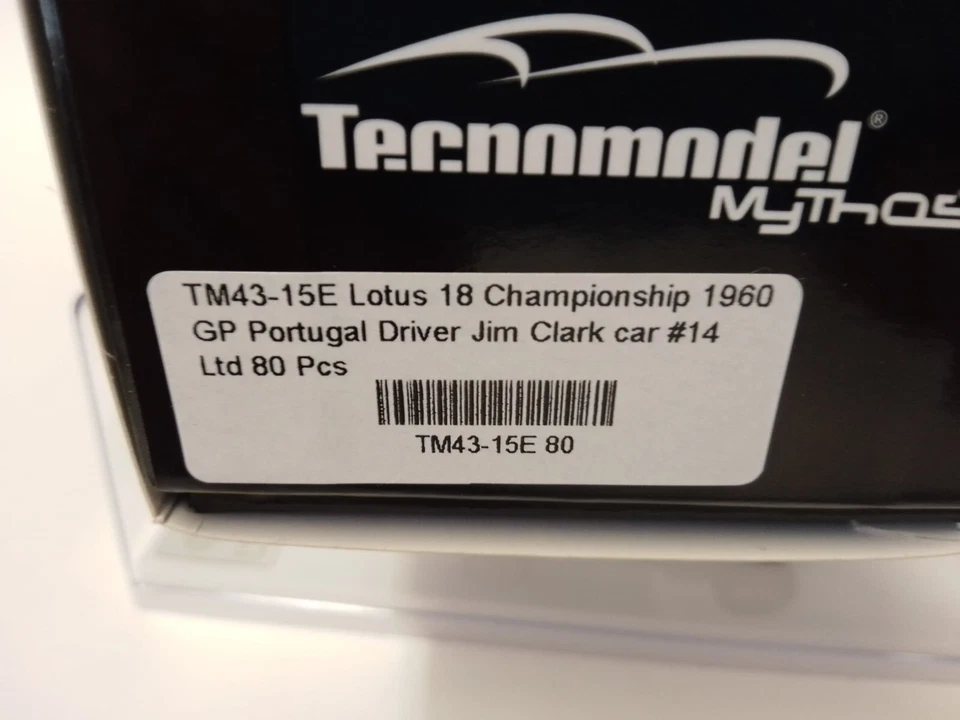 Tecnomodel®
Mythos
TM43-15E Lotus 18 Championship 1960
GP Portugal Driver Jim Clark car #14
Ltd 80 Pcs
TM43-15E 80